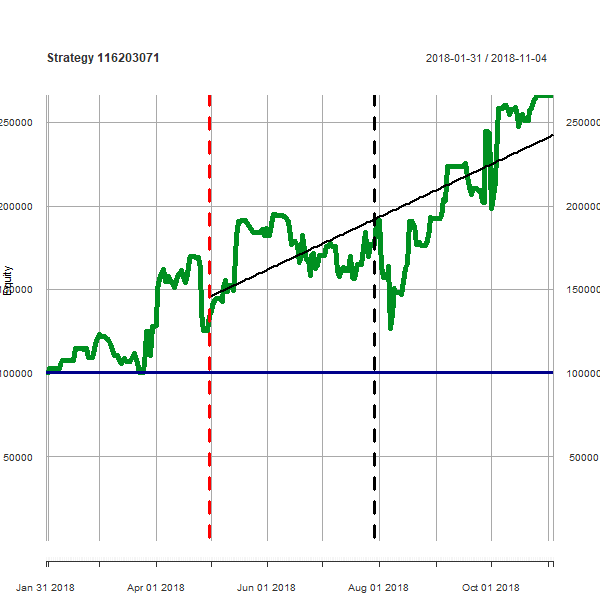 Strategy 116203071
2018-01-31 / 2018-11-04
250000
250000
200000
200000
Equity
150000
150000
100000
100000
50000
50000
Jan 31 2018
Apr 01 2018
Jun 01 2018
Aug 01 2018
Oct 01 2018